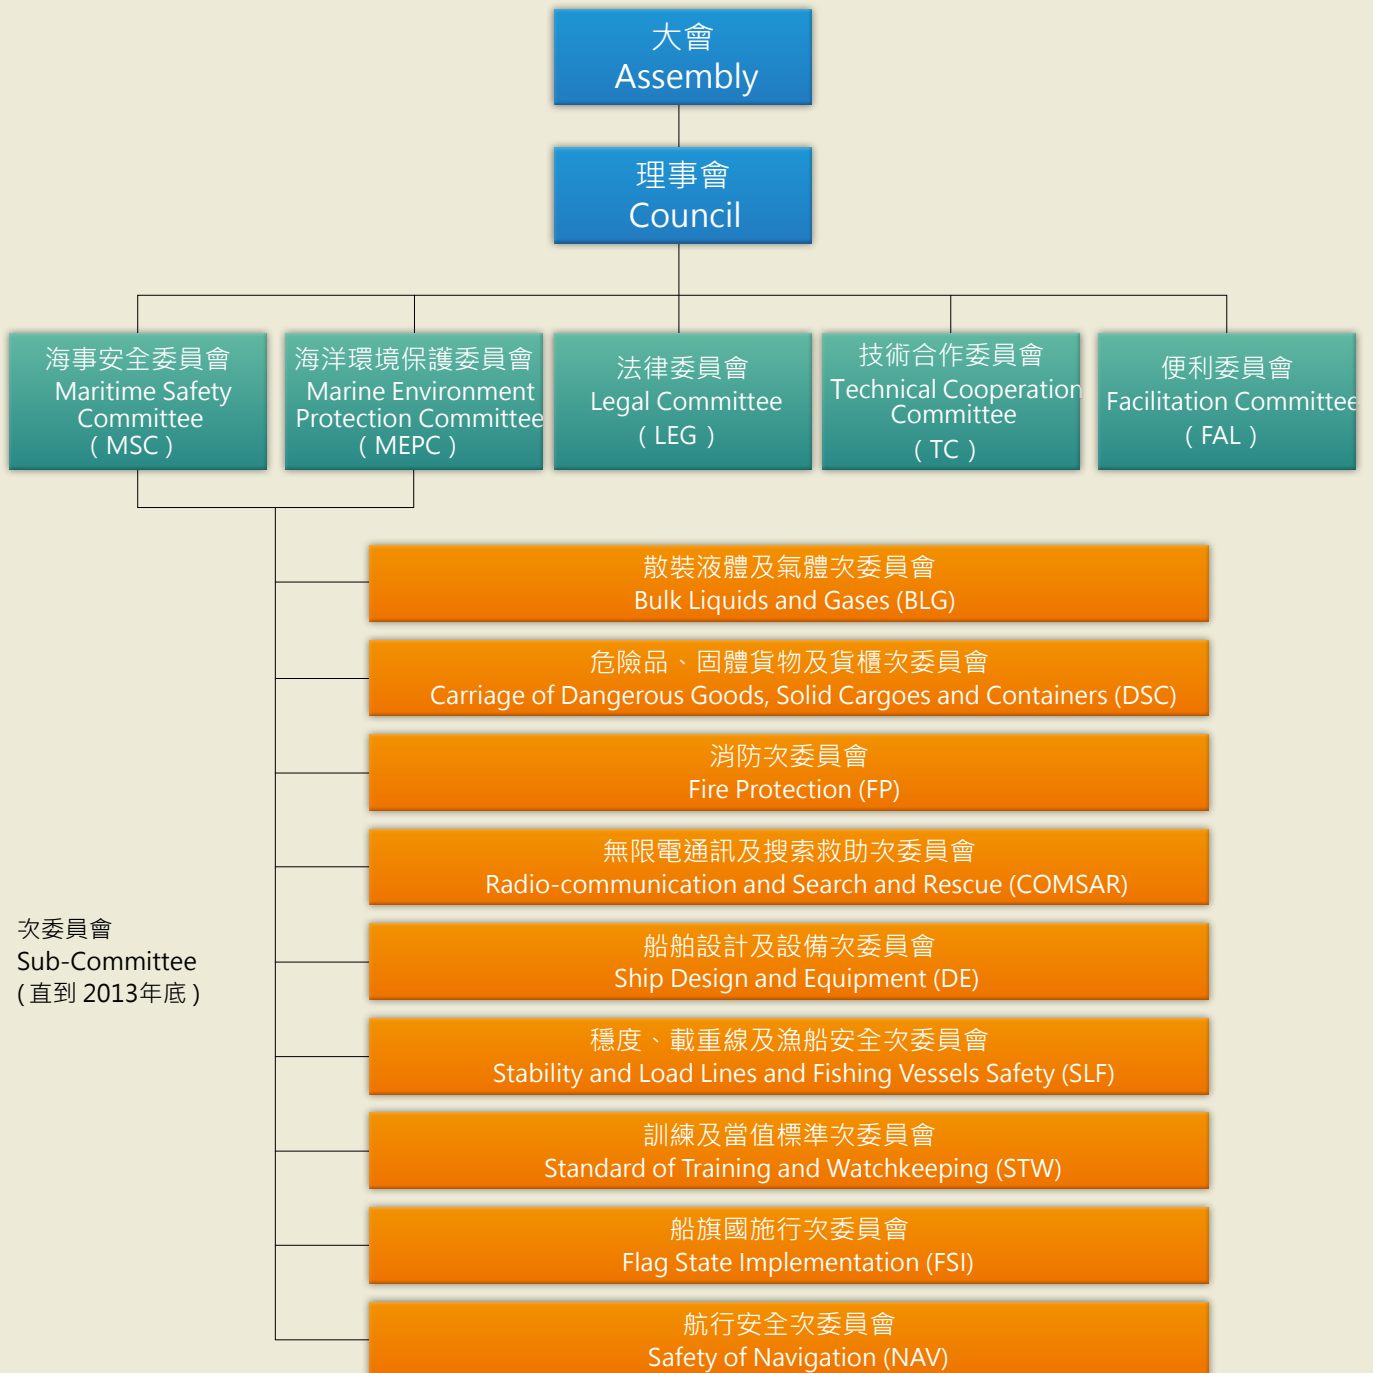 大會
Assembly
理事會
Council
海事安全委員會
Maritime Safety
Committee
( MSC )
海洋環境保護委員會
Marine Environment
Protection Committee
( MEPC )
法律委員會
Legal Committee
( LEG )
技術合作委員會
Technical Cooperation
Committee
( TC )
便利委員會
Facilitation Committee
( FAL )
散裝液體及氣體次委員會
Bulk Liquids and Gases (BLG)
危險品、固體貨物及貨櫃次委員會
Carriage of Dangerous Goods, Solid Cargoes and Containers (DSC)
消防次委員會
Fire Protection (FP)
無限電通訊及搜索救助次委員會
Radio-communication and Search and Rescue (COMSAR)
次委員會
Sub-Committee
( 直到 2013年底 )
船舶設計及設備次委員會
Ship Design and Equipment (DE)
穩度、載重線及漁船安全次委員會
Stability and Load Lines and Fishing Vessels Safety (SLF)
訓練及當值標準次委員會
Standard of Training and Watchkeeping (STW)
船旗國施行次委員會
Flag State Implementation (FSI)
航行安全次委員會
Safety of Navigation (NAV)